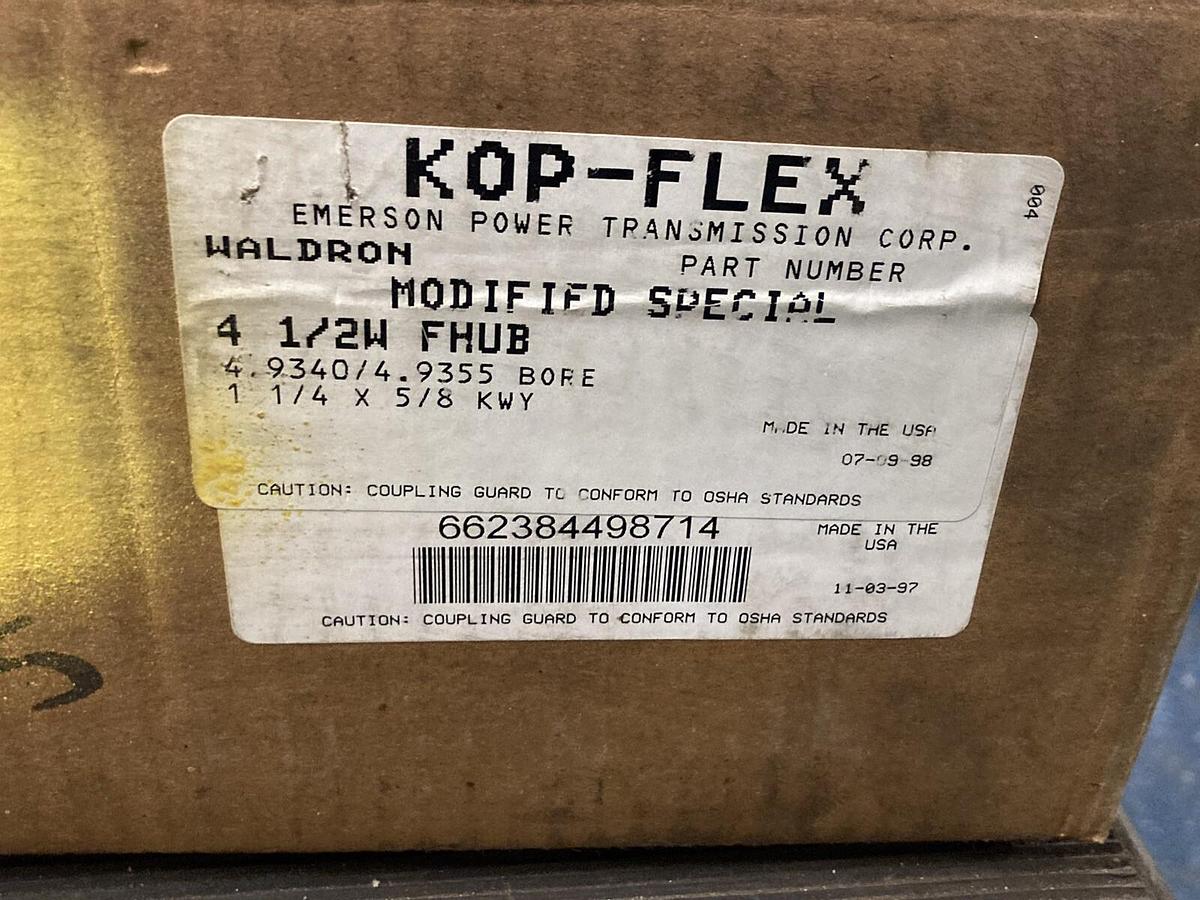 KOP-FLEX
004
EMERSON POWER TRANSMISSION CORP.
WALDRON
PART NUMBER
MODIFIED SPECIAL
4 1/2W FHUB
4.9340/4.9355 BORE
1 1/4 X 5/8 KWY
MADE IN THE USA
07-09-98
CAUTION: COUPLING GUARD TO CONFORM TO OSHA STANDARDS
662384498714
MADE IN THE
USA
11-03-97
CAUTION: COUPLING GUARD TO CONFORM TO OSHA STANDARDS